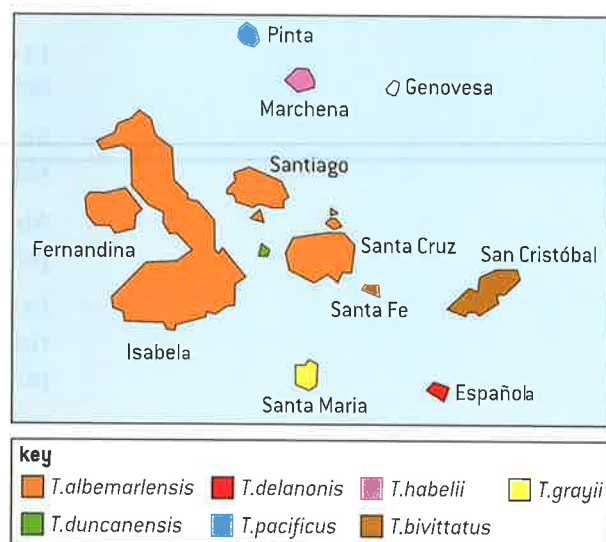 Pinta
Genovesa
Marchena
Santiago
Fernandina
Santa Cruz
San Cristóbal
Santa Fe
Isabela
Española
Santa Maria
key
T.albemarlensis T.delanonis T.habelii T.grayii
T.duncanensis T.pacificus T.bivittatus